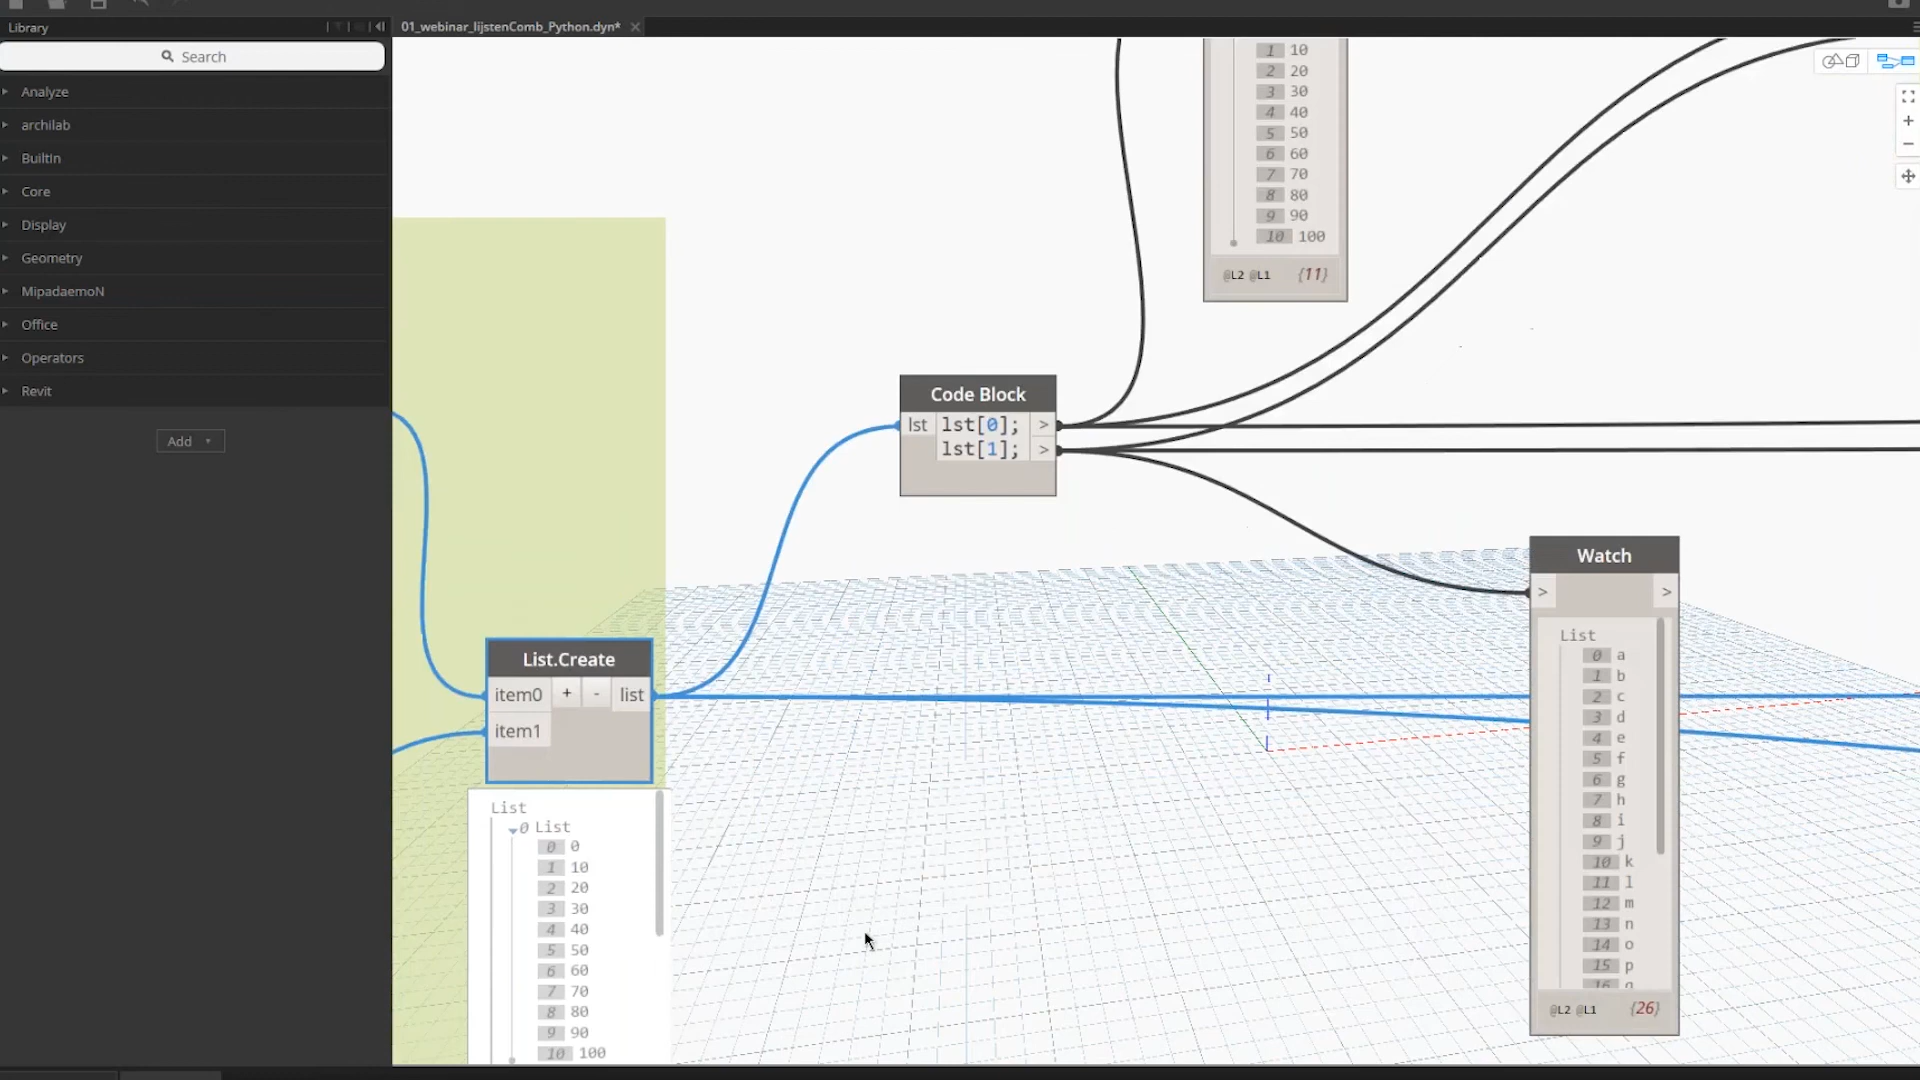 Library
01_webinar_lijstenComb_Python.dyn*
Search
Analyze
archilab
BuiltIn
Core
Display
Geometry
MipadaemoN
Office
Operators
Revit
Add
1 10
2 20
3 30
4 40
5 50
6 60
7 70
8 80
9 90
10 100
@L2 @L1 {11}
Code Block
lst lst[0]; >
lst[1]; >
List.Create
item0 + - list
item1
List
0 List
0 0
1 10
2 20
3 30
4 40
5 50
6 60
7 70
8 80
9 90
10 100
Watch
> >
List
0 a
1 b
2 c
3 d
4 e
5 f
6 g
7 h
8 i
9 j
10 k
11 l
12 m
13 n
14 o
15 p
16 q
@L2 @L1 {26}